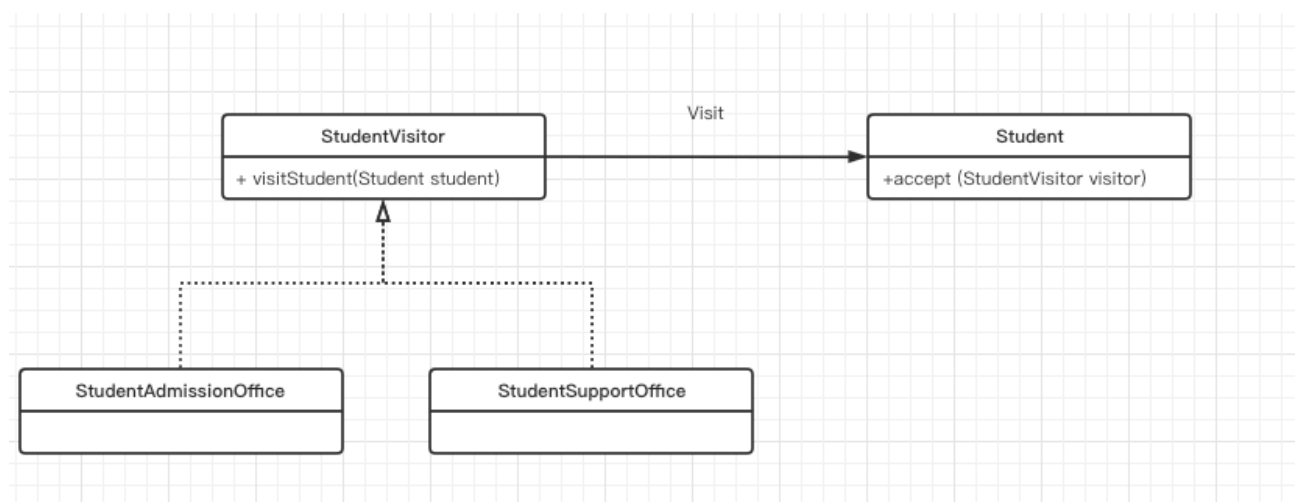 Visit
StudentVisitor
+ visitStudent(Student student)
Student
+accept (StudentVisitor visitor)
StudentAdmissionOffice
StudentSupportOffice